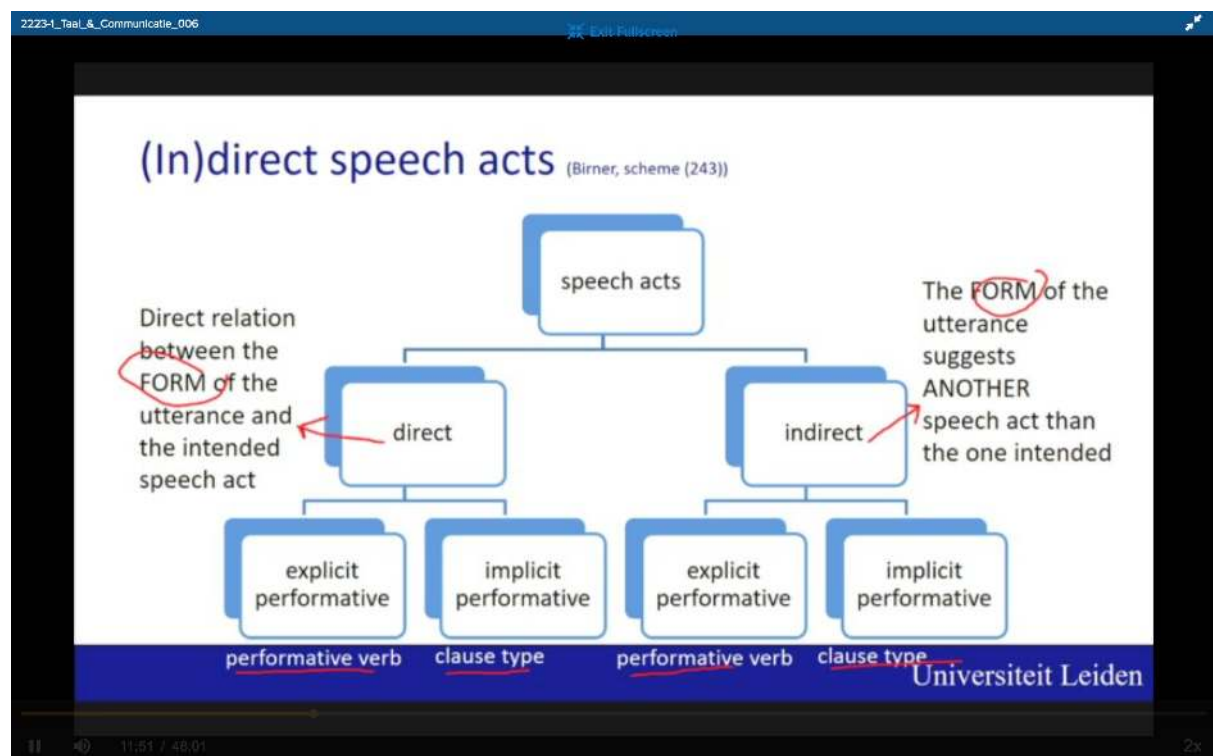 2223-1_Taal_&_Communicatie_006
Exit Fullscreen
(In)direct speech acts (Birner, scheme (243))
speech acts
Direct relation
between the
FORM of the
utterance and
the intended
speech act
direct
indirect
The FORM of the
utterance
suggests
ANOTHER
speech act than
the one intended
explicit
performative
implicit
performative
explicit
performative
implicit
performative
performative verb
clause type
performative verb
clause type
Universiteit Leiden
11:51 / 48:01
2x